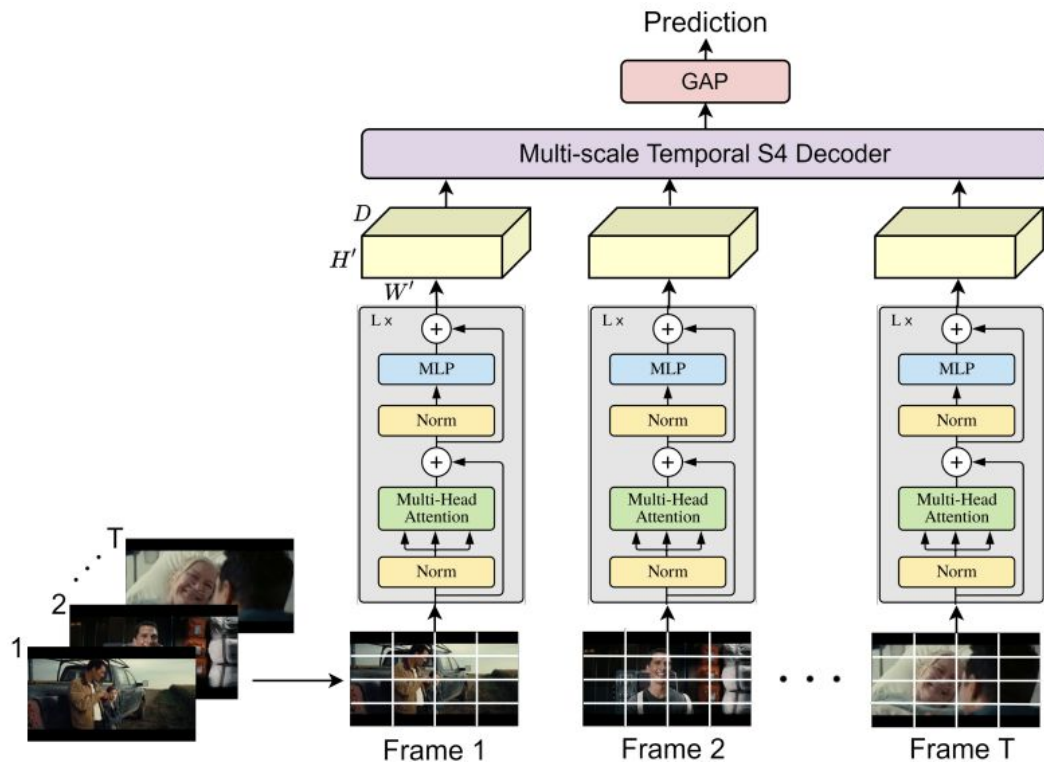 Prediction
GAP
Multi-scale Temporal S4 Decoder
D
H'
W'
L ×
+
MLP
Norm
+
Multi-Head
Attention
Norm
L ×
+
MLP
Norm
+
Multi-Head
Attention
Norm
L ×
+
MLP
Norm
+
Multi-Head
Attention
Norm
T
2
1
Frame 1
Frame 2
Frame T